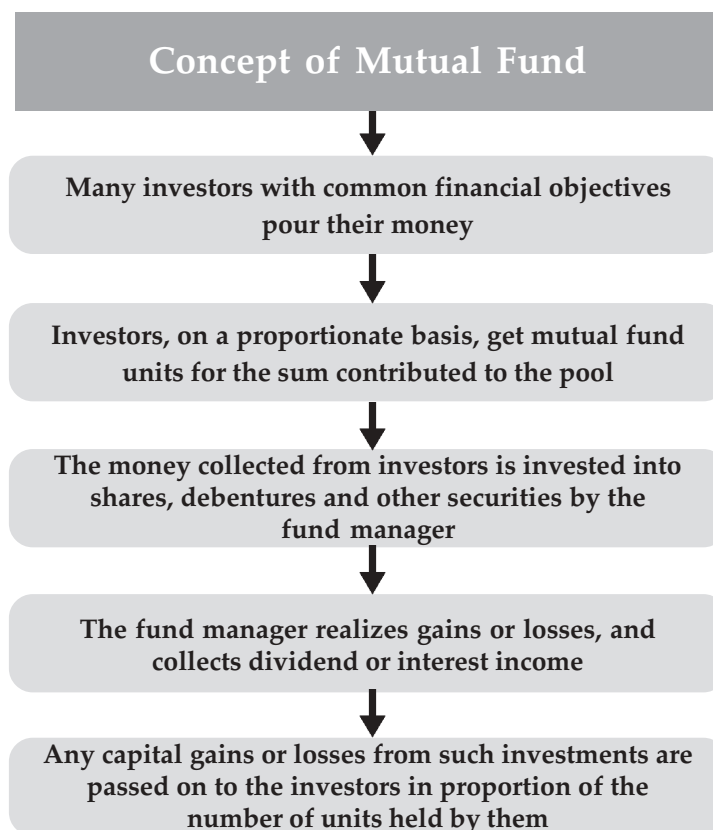 Concept of Mutual Fund
Many investors with common financial objectives
pour their money
Investors, on a proportionate basis, get mutual fund
units for the sum contributed to the pool
The money collected from investors is invested into
shares, debentures and other securities by the
fund manager
The fund manager realizes gains or losses, and
collects dividend or interest income
Any capital gains or losses from such investments are
passed on to the investors in proportion of the
number of units held by them